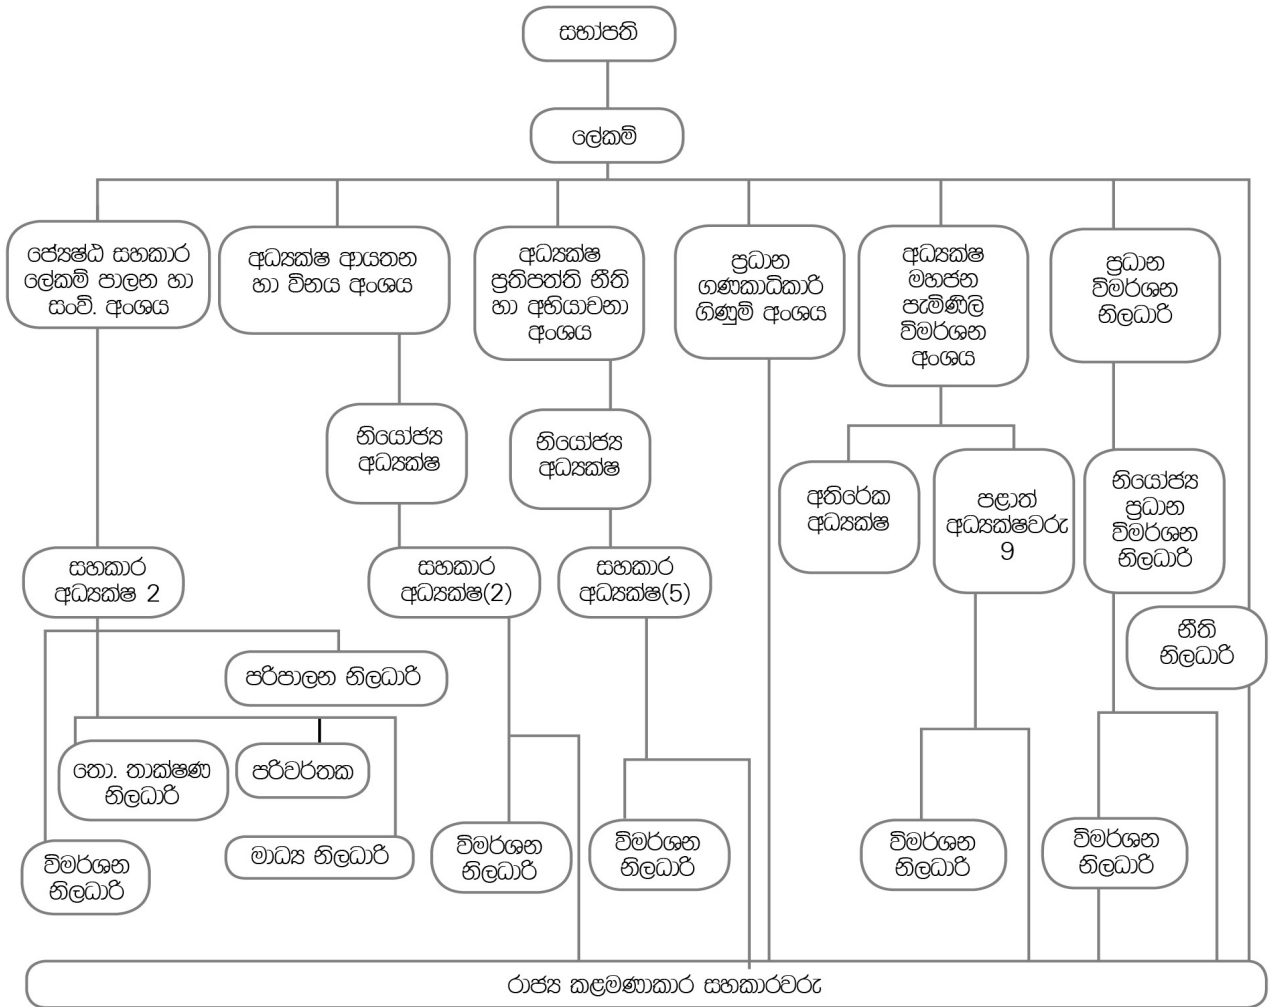 සභාපති
ලේකම්
ජ්‍යෙෂ්ඨ සහකාර
ලේකම් පාලන හා
සංවි. අංශය
අධ්‍යක්ෂ ආයතන
හා විනය අංශය
අධ්‍යක්ෂ
ප්‍රතිපත්ති නීති
හා අභියාචනා
අංශය
ප්‍රධාන
ගණකාධිකාරි
ගිණුම් අංශය
අධ්‍යක්ෂ
මහජන
පැමිණිලි
විමර්ශන
අංශය
ප්‍රධාන
විමර්ශන
නිලධාරි
නියෝජ්‍ය
අධ්‍යක්ෂ
නියෝජ්‍ය
අධ්‍යක්ෂ
අතිරේක
අධ්‍යක්ෂ
පළාත්
අධ්‍යක්ෂවරු
9
නියෝජ්‍ය
ප්‍රධාන
විමර්ශන
නිලධාරි
සහකාර
අධ්‍යක්ෂ 2
සහකාර
අධ්‍යක්ෂ(2)
සහකාර
අධ්‍යක්ෂ(5)
නීති
නිලධාරි
පරිපාලන නිලධාරි
තො. තාක්ෂණ
නිලධාරි
පරිවර්තක
විමර්ශන
නිලධාරි
මාධ්‍ය නිලධාරි
විමර්ශන
නිලධාරි
විමර්ශන
නිලධාරි
විමර්ශන
නිලධාරි
විමර්ශන
නිලධාරි
රාජ්‍ය කළමණාකාර සහකාරවරු